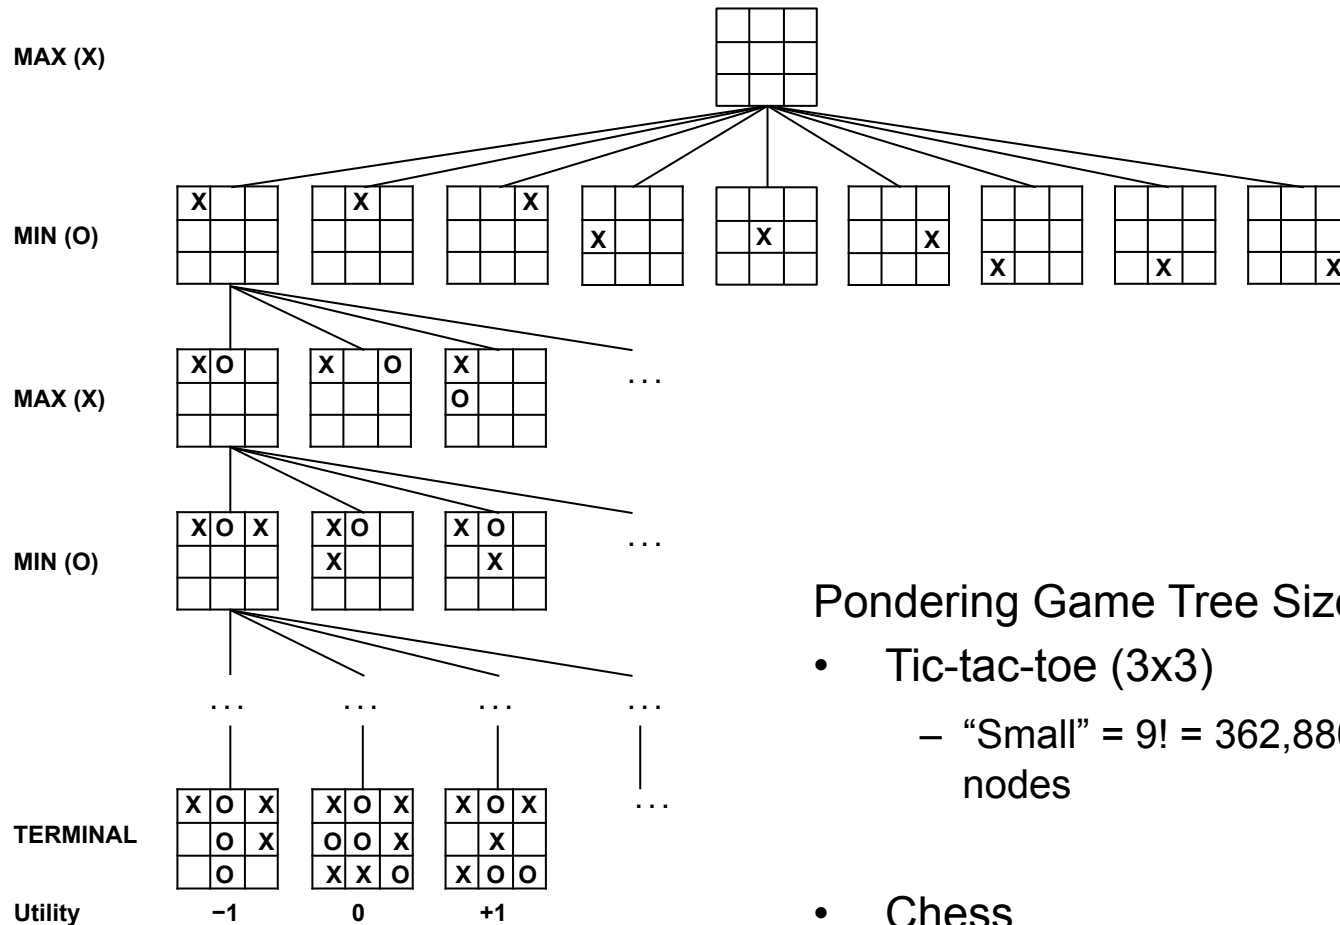 MAX (X)
X X X
MIN (O)
X X X
X X X
X O X O X
MAX (X)
O
X O X X O X O
MIN (O)
X X
. . .
. . .
Pondering Game Tree Size
• Tic-tac-toe (3x3)
. . . . . . . . . . . .
– “Small” = 9! = 362,880
nodes
X O X X O X X O X
. . .
TERMINAL
O X O O X X
O X X O X O O
Utility −1 0 +1
• Chess